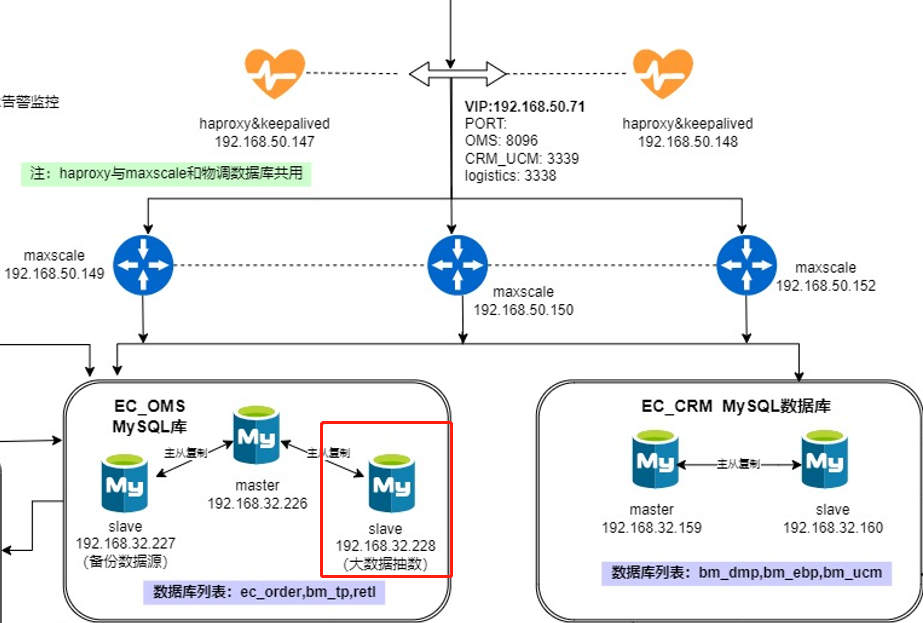 告警监控
haproxy&keepalived
192.168.50.147
VIP:192.168.50.71
PORT:
OMS: 8096
CRM_UCM: 3339
logistics: 3338
haproxy&keepalived
192.168.50.148
注：haproxy与maxscale和物调数据库共用
maxscale
192.168.50.149
maxscale
192.168.50.150
maxscale
192.168.50.152
EC_OMS
MySQL库
My
主从复制
主从复制
My
My
master
192.168.32.226
slave
192.168.32.227
（备份数据源）
slave
192.168.32.228
（大数据抽数）
数据库列表：ec_order,bm_tp,retl
EC_CRM MySQL数据库
My
主从复制
My
master
192.168.32.159
slave
192.168.32.160
数据库列表：bm_dmp,bm_ebp,bm_ucm